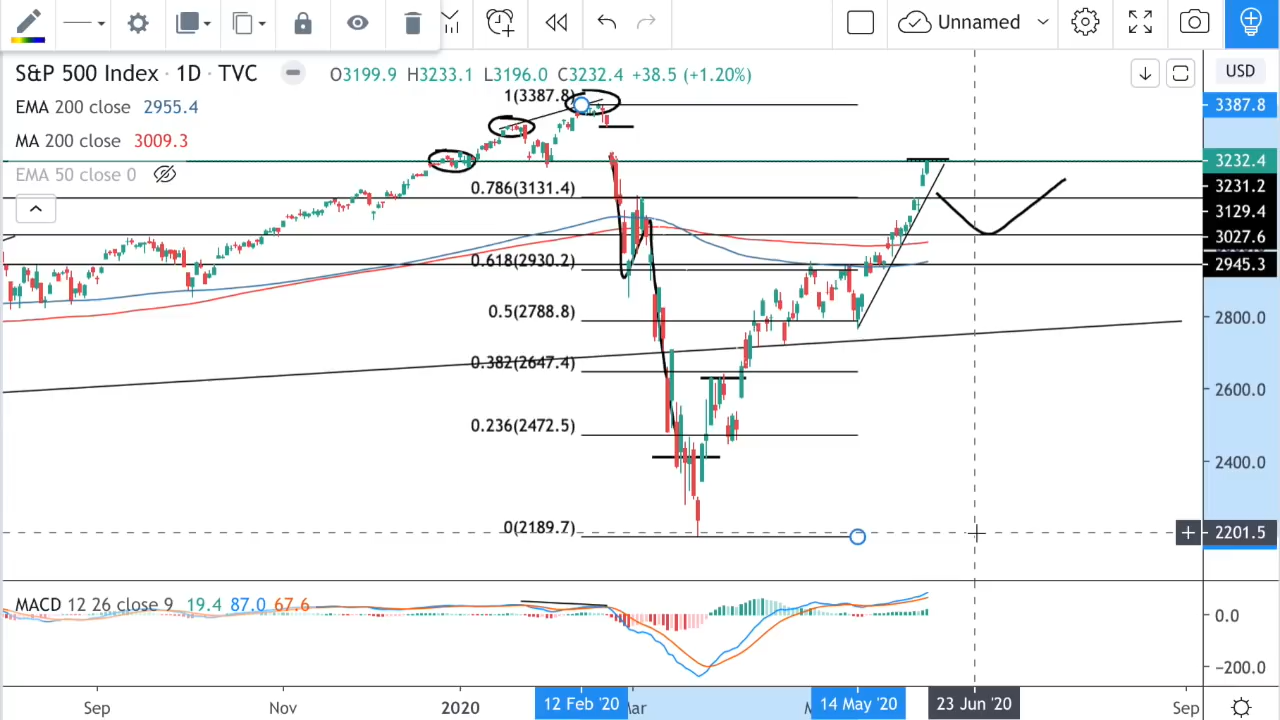 Unnamed
S&P 500 Index · 1D · TVC O3199.9 H3233.1 L3196.0 C3232.4 +38.5 (+1.20%)
USD
EMA 200 close 2955.4
MA 200 close 3009.3
EMA 50 close 0
1(3387.8)
0.786(3131.4)
0.618(2930.2)
0.5(2788.8)
0.382(2647.4)
0.236(2472.5)
0(2189.7)
3387.8
3232.4
3231.2
3129.4
3027.6
2945.3
2800.0
2600.0
2400.0
2201.5
MACD 12 26 close 9 19.4 87.0 67.6
0.0
−200.0
Sep Nov 2020 12 Feb '20 Mar 14 May '20 23 Jun '20 Sep